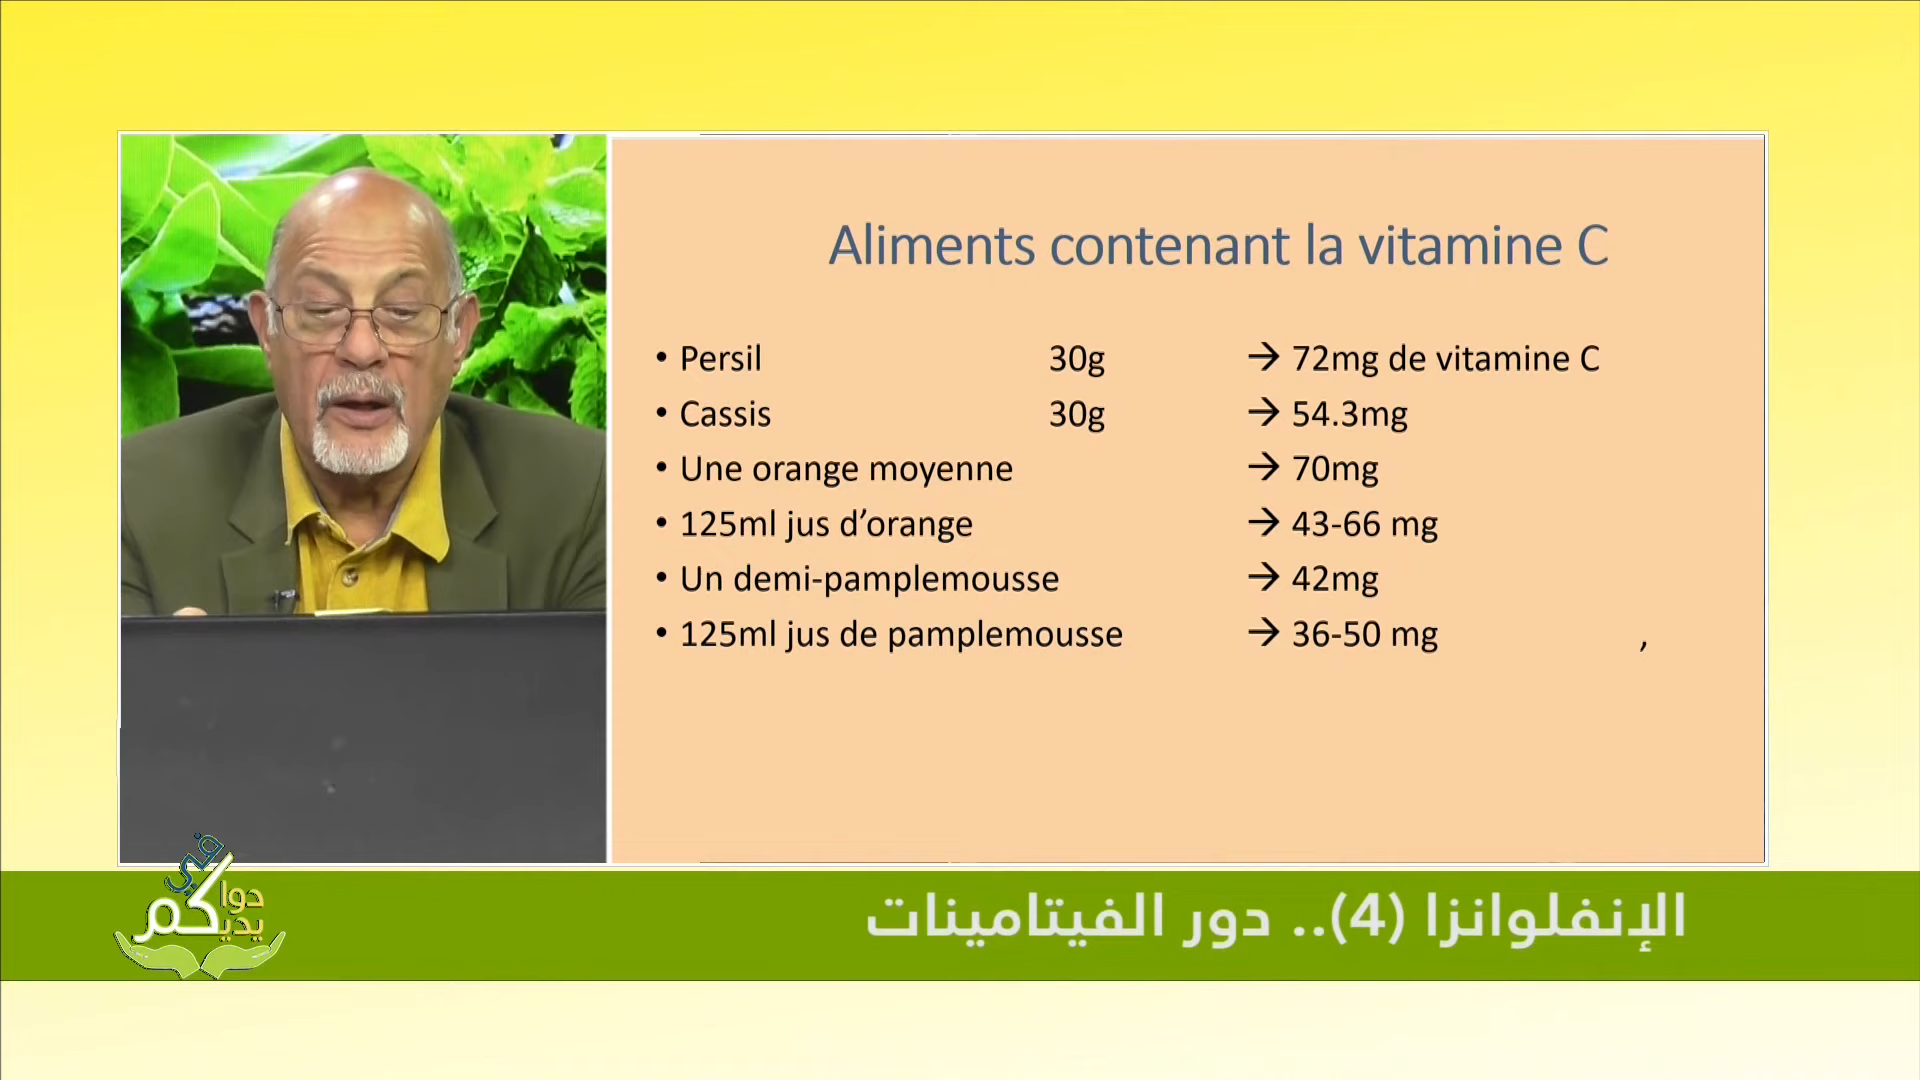 Aliments contenant la vitamine C
• Persil 30g → 72mg de vitamine C
• Cassis 30g → 54.3mg
• Une orange moyenne → 70mg
• 125ml jus d’orange → 43-66 mg
• Un demi-pamplemousse → 42mg
• 125ml jus de pamplemousse → 36-50 mg ,
الإنفلوانزا (4).. دور الفيتامينات
دواكم في يديكم